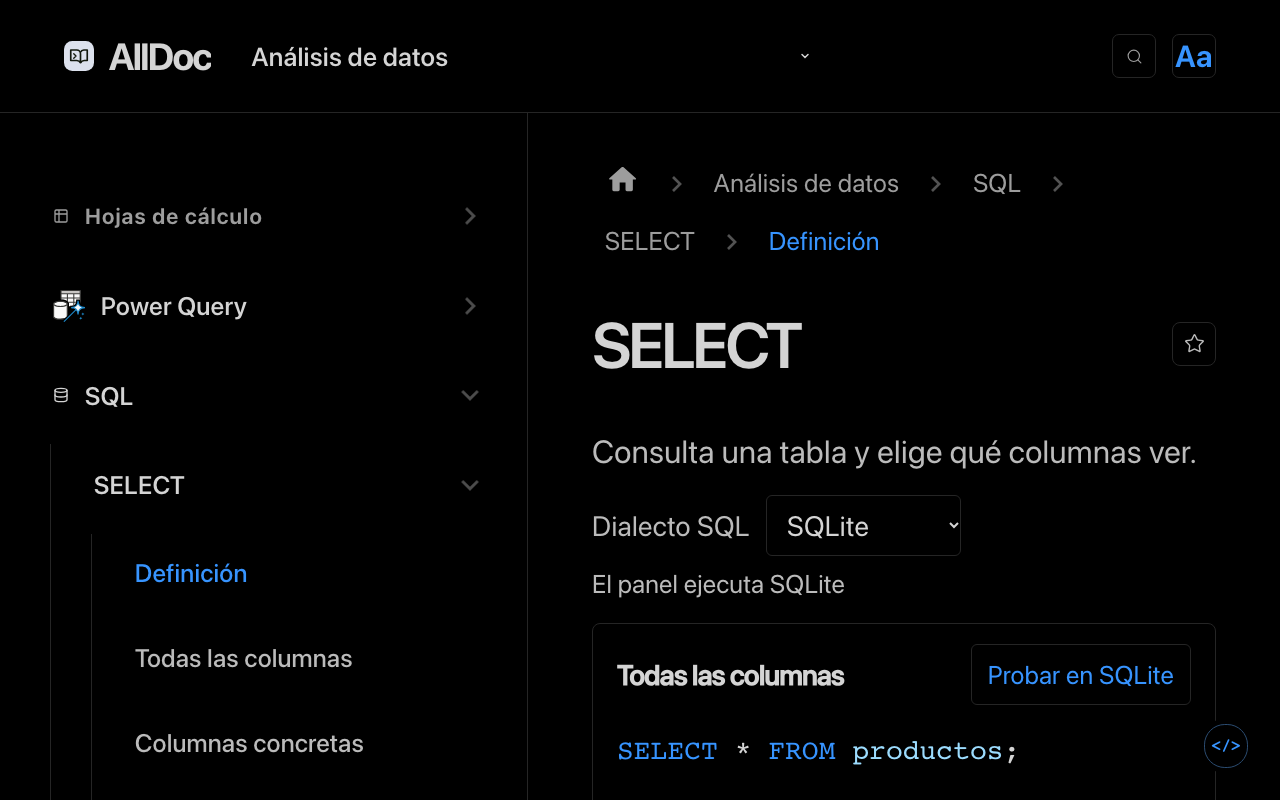 AllDoc
Análisis de datos
Aa
Hojas de cálculo
Power Query
SQL
SELECT
Definición
Todas las columnas
Columnas concretas
Análisis de datos
SQL
SELECT
Definición
SELECT
Consulta una tabla y elige qué columnas ver.
Dialecto SQL
SQLite
El panel ejecuta SQLite
Todas las columnas
Probar en SQLite
SELECT * FROM productos;
</>